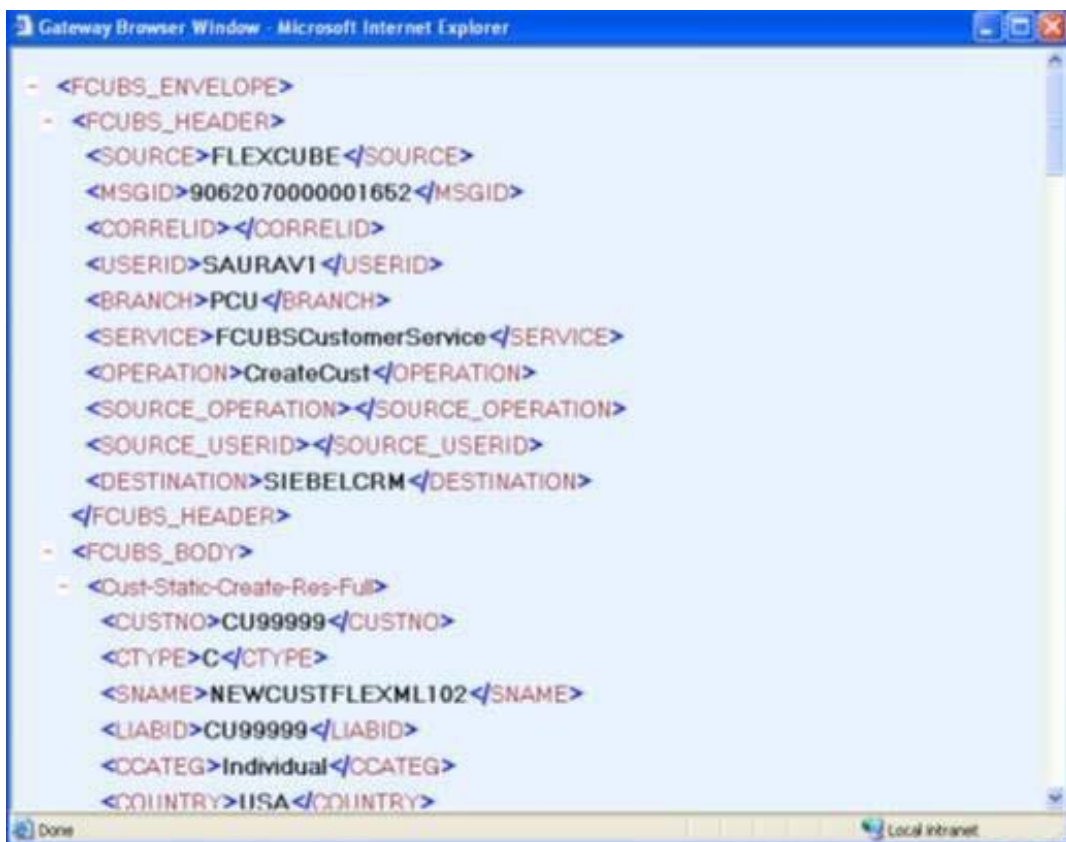 Gateway Browser Window - Microsoft Internet Explorer
- <FCUBS_ENVELOPE>
- <FCUBS_HEADER>
<SOURCE>FLEXCUBE</SOURCE>
<MSGID>9062070000001652</MSGID>
<CORRELID></CORRELID>
<USERID>SAURAV1</USERID>
<BRANCH>PCU</BRANCH>
<SERVICE>FCUBSCustomerService</SERVICE>
<OPERATION>CreateCust</OPERATION>
<SOURCE_OPERATION></SOURCE_OPERATION>
<SOURCE_USERID></SOURCE_USERID>
<DESTINATION>SIEBELCRM</DESTINATION>
</FCUBS_HEADER>
- <FCUBS_BODY>
- <Cust-Static-Create-Res-Full>
<CUSTNO>CU99999</CUSTNO>
<CTYPE>C</CTYPE>
<SNAME>NEWCUSTFLEXML102</SNAME>
<LIABID>CU99999</LIABID>
<CCATEG>Individual</CCATEG>
<COUNTRY>USA</COUNTRY>
Done Local intranet